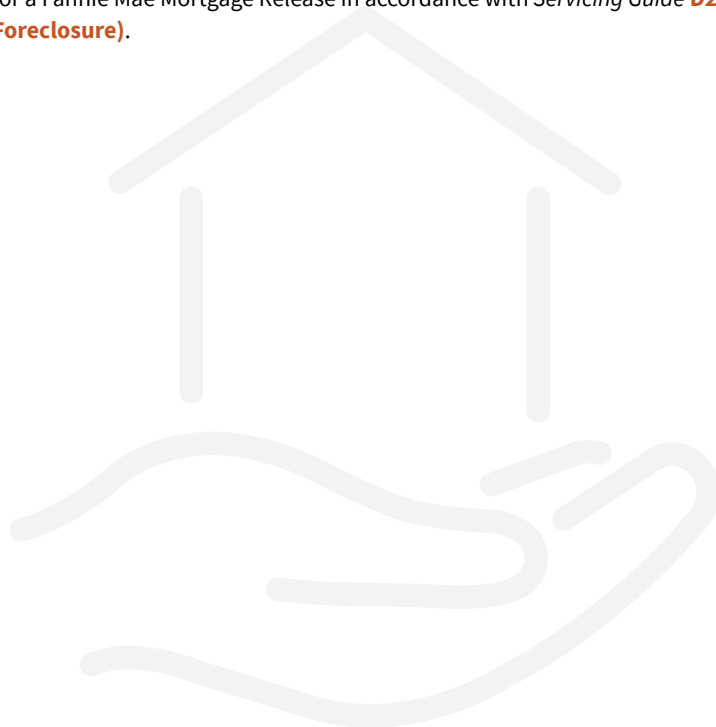 or a Fannie Mae Mortgage Release in accordance with Servicing Guide D2
Foreclosure).